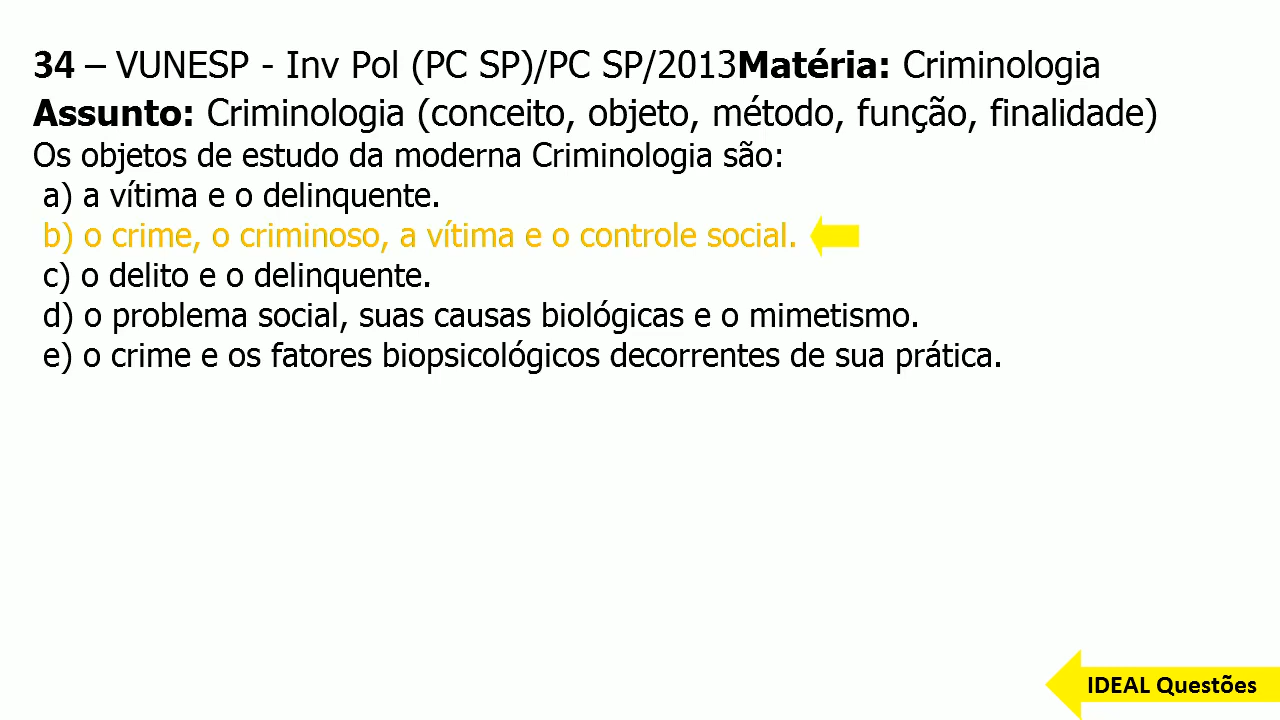 34 – VUNESP - Inv Pol (PC SP)/PC SP/2013Matéria: Criminologia
Assunto: Criminologia (conceito, objeto, método, função, finalidade)
Os objetos de estudo da moderna Criminologia são:
a) a vítima e o delinquente.
b) o crime, o criminoso, a vítima e o controle social.
c) o delito e o delinquente.
d) o problema social, suas causas biológicas e o mimetismo.
e) o crime e os fatores biopsicológicos decorrentes de sua prática.
IDEAL Questões